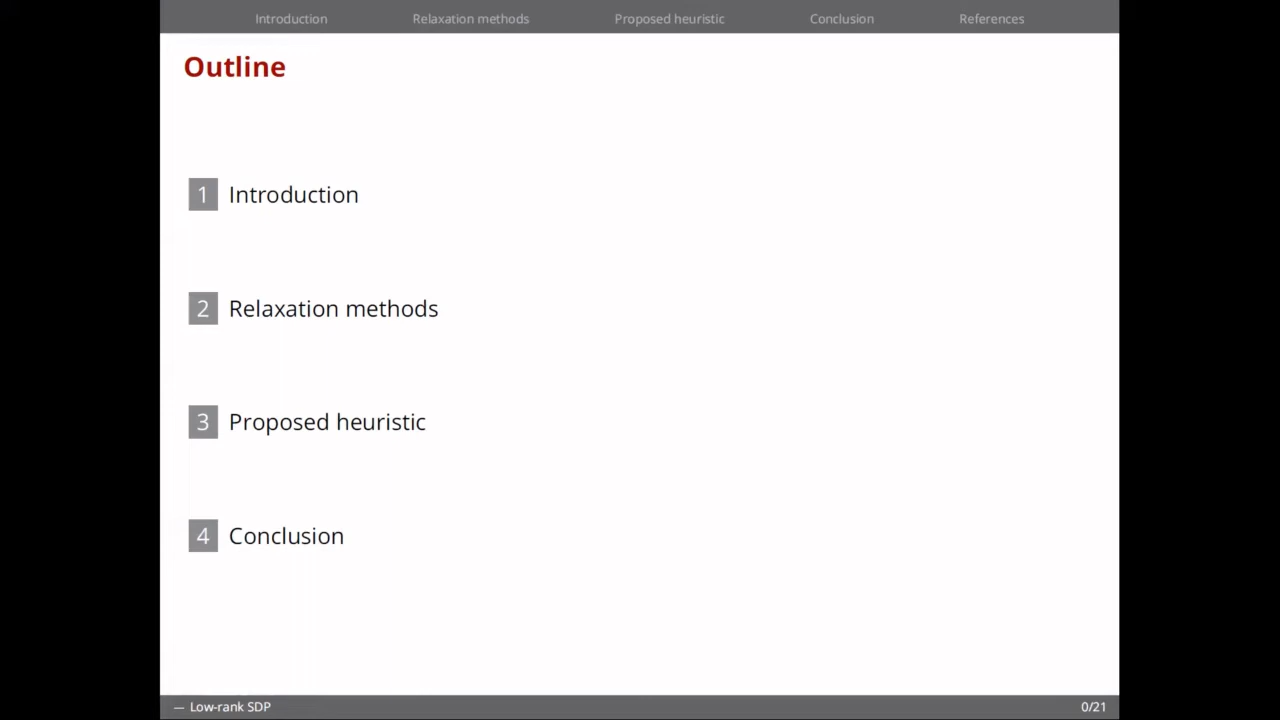 Introduction Relaxation methods Proposed heuristic Conclusion References
Outline
1 Introduction
2 Relaxation methods
3 Proposed heuristic
4 Conclusion
— Low-rank SDP 0/21